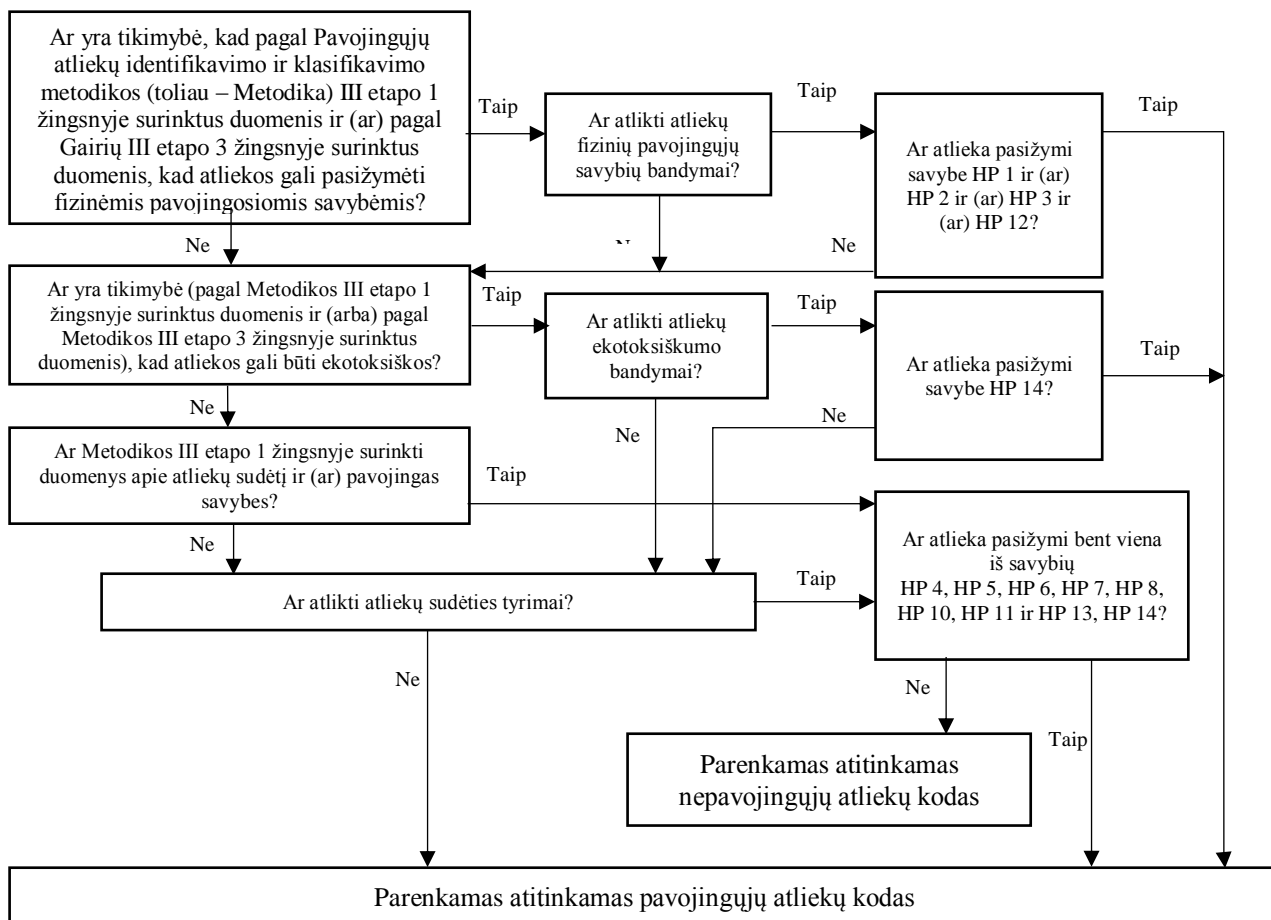 Ar yra tikimybė, kad pagal Pavojingųjų
atliekų identifikavimo ir klasifikavimo
metodikos (toliau – Metodika) III etapo 1
žingsnyje surinktus duomenis ir (ar) pagal
Gairių III etapo 3 žingsnyje surinktus
duomenis, kad atliekos gali pasižymėti
fizinėmis pavojingosiomis savybėmis?
Taip
Ar atlikti atliekų
fizinių pavojingųjų
savybių bandymai?
Taip
Ar atlieka pasižymi
savybe HP 1 ir (ar)
HP 2 ir (ar) HP 3 ir
(ar) HP 12?
Taip
Ne
Ne
Ar yra tikimybė (pagal Metodikos III etapo 1
žingsnyje surinktus duomenis ir (arba) pagal
Metodikos III etapo 3 žingsnyje surinktus
duomenis), kad atliekos gali būti ekotoksiškos?
Taip
Ar atlikti atliekų
ekotoksiškumo
bandymai?
Taip
Ar atlieka pasižymi
savybe HP 14?
Taip
Ne
Ne
Ne
Ar Metodikos III etapo 1 žingsnyje surinkti
duomenys apie atliekų sudėtį ir (ar) pavojingas
savybes?
Taip
Ne
Ar atlikti atliekų sudėties tyrimai?
Taip
Ar atlieka pasižymi bent viena
iš savybių
HP 4, HP 5, HP 6, HP 7, HP 8,
HP 10, HP 11 ir HP 13, HP 14?
Ne
Ne
Taip
Parenkamas atitinkamas
nepavojingųjų atliekų kodas
Parenkamas atitinkamas pavojingųjų atliekų kodas